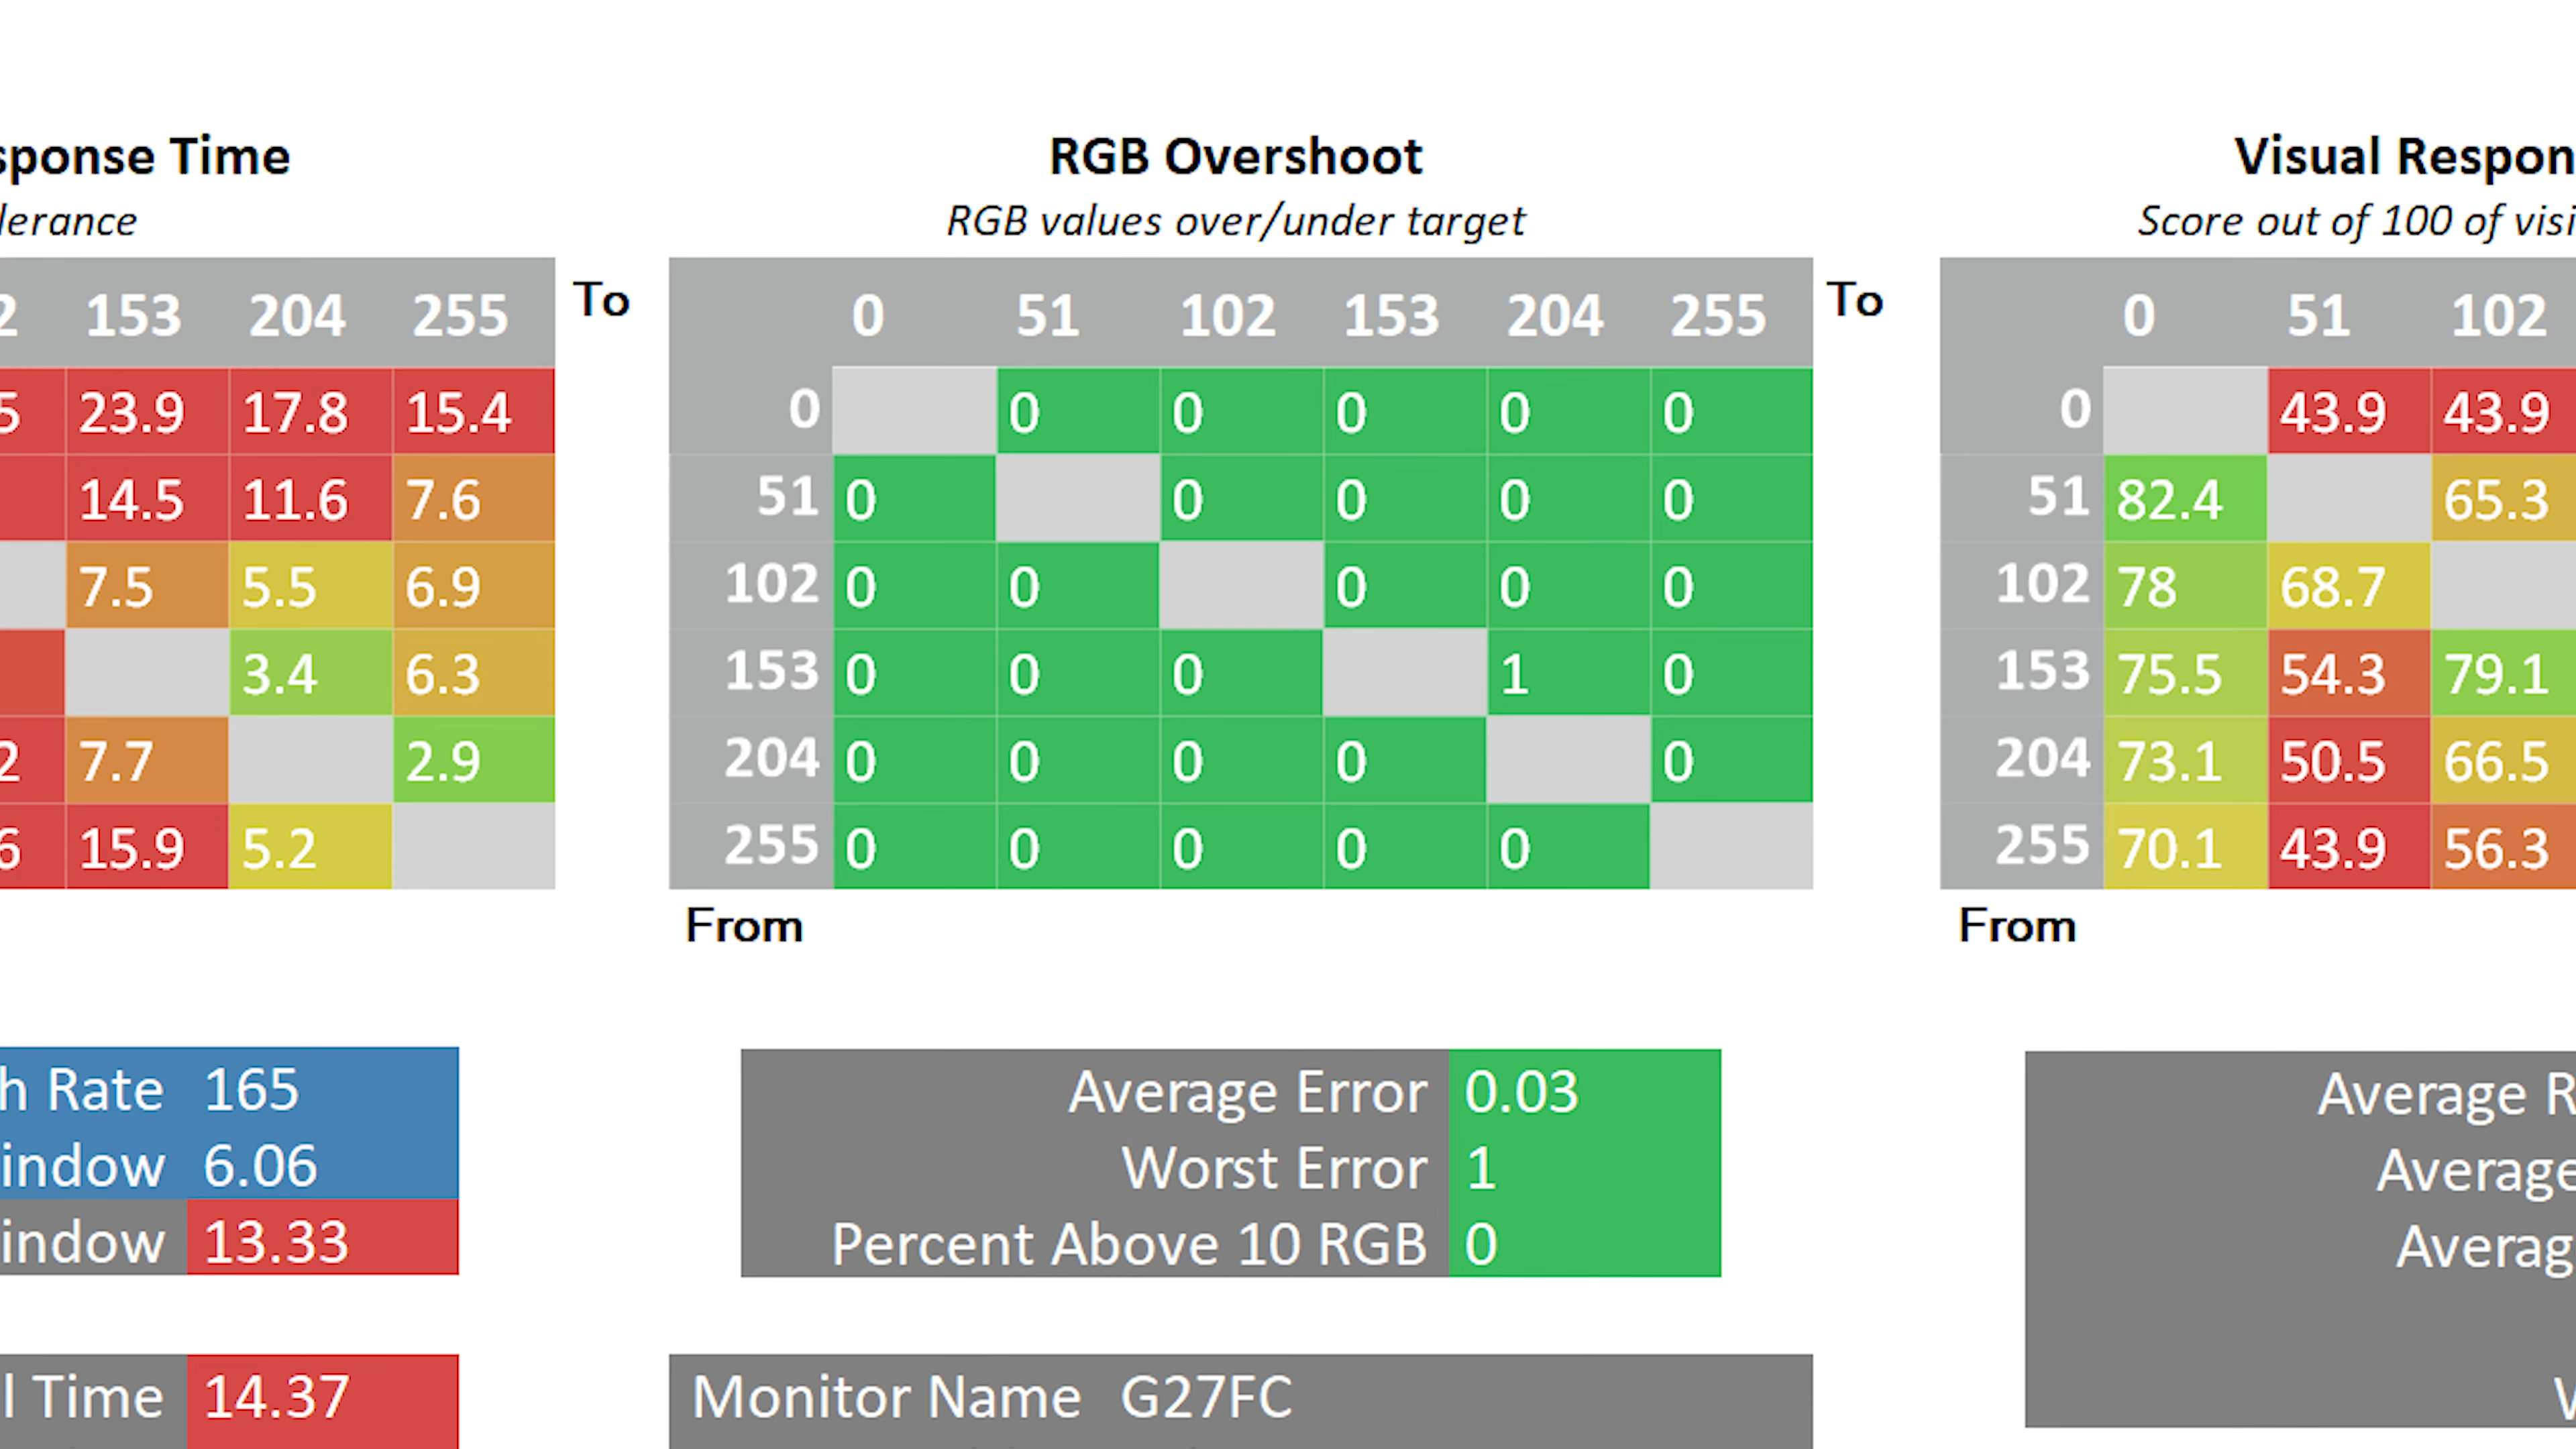 sponse Time RGB Overshoot Visual Respon
lerance RGB values over/under target Score out of 100 of visi
2 153 204 255 To 0 51 102 153 204 255 To 0 51 102
5 23.9 17.8 15.4 0 0 0 0 0 0 0 43.9 43.9
14.5 11.6 7.6 51 0 0 0 0 0 51 82.4 65.3
7.5 5.5 6.9 102 0 0 0 0 0 102 78 68.7
3.4 6.3 153 0 0 0 1 0 153 75.5 54.3 79.1
2 7.7 2.9 204 0 0 0 0 0 204 73.1 50.5 66.5
6 15.9 5.2 255 0 0 0 0 0 255 70.1 43.9 56.3
From From
h Rate 165 Average Error 0.03 Average R
indow 6.06 Worst Error 1 Average
indow 13.33 Percent Above 10 RGB 0 Averag
l Time 14.37 Monitor Name G27FC